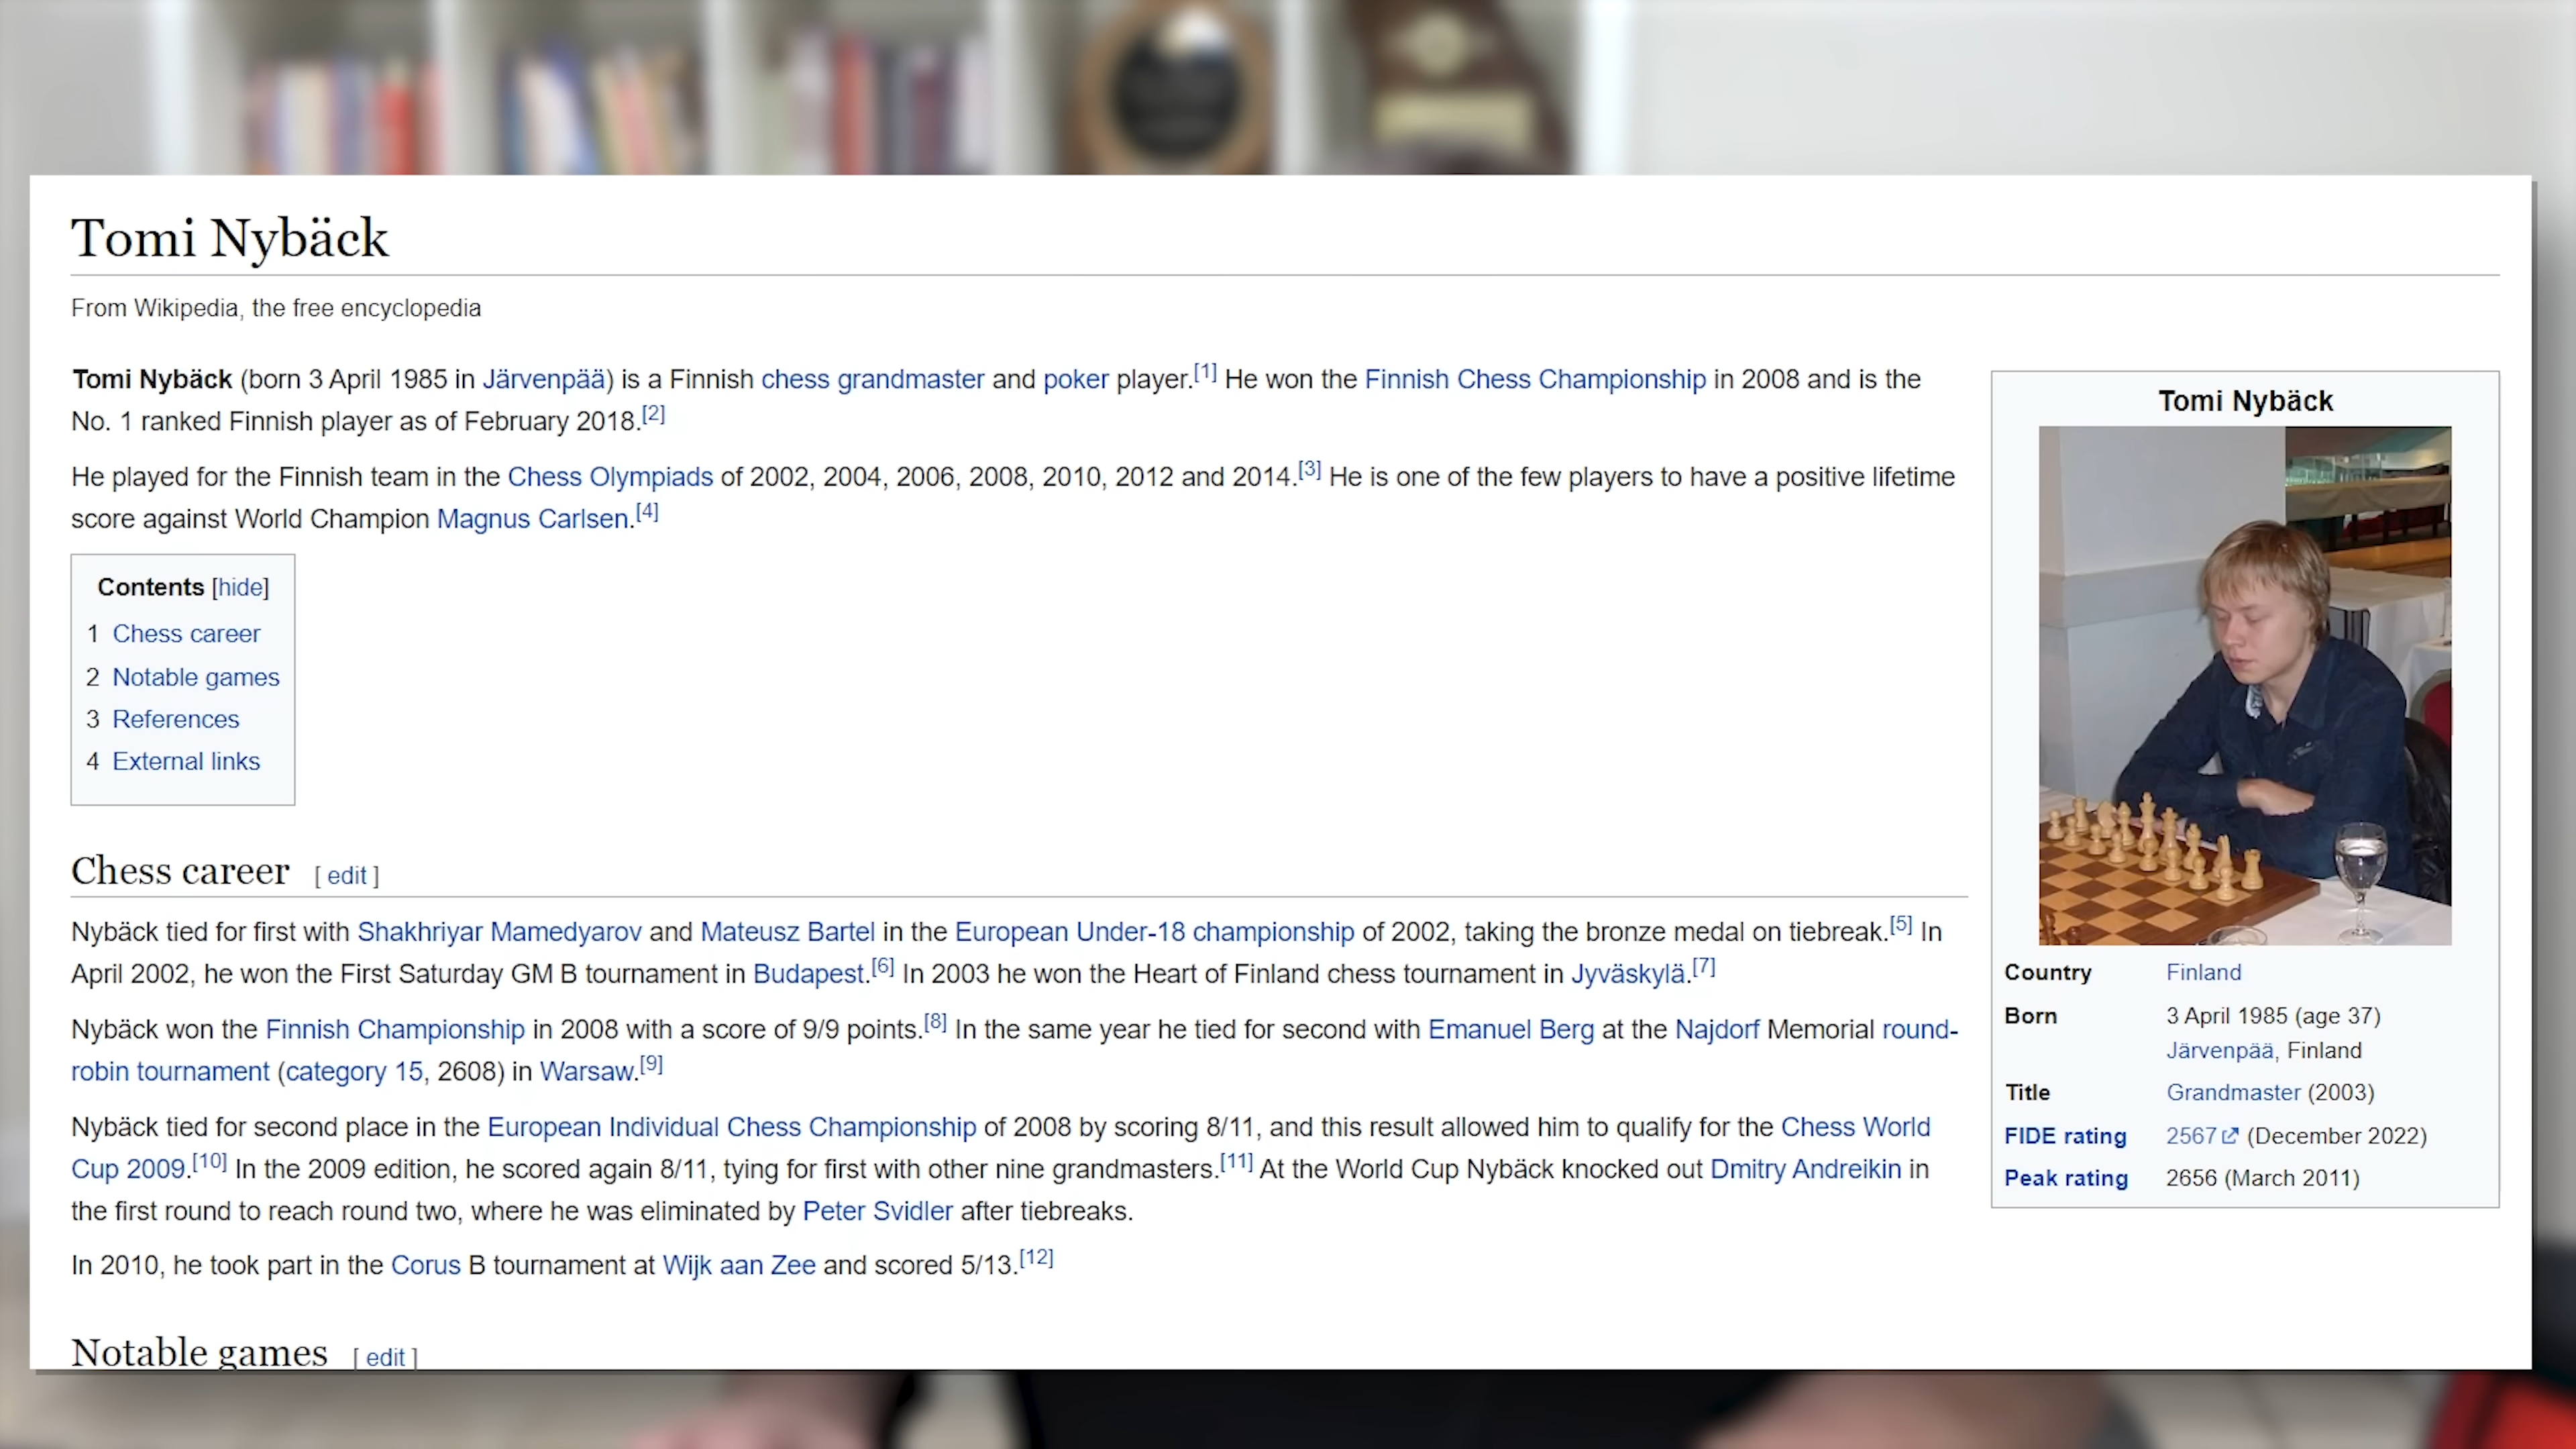 Tomi Nybäck
From Wikipedia, the free encyclopedia
Tomi Nybäck (born 3 April 1985 in Järvenpää) is a Finnish chess grandmaster and poker player.[1] He won the Finnish Chess Championship in 2008 and is the
No. 1 ranked Finnish player as of February 2018.[2]
He played for the Finnish team in the Chess Olympiads of 2002, 2004, 2006, 2008, 2010, 2012 and 2014.[3] He is one of the few players to have a positive lifetime
score against World Champion Magnus Carlsen.[4]
Contents [hide]
1 Chess career
2 Notable games
3 References
4 External links
Chess career [ edit ]
Nybäck tied for first with Shakhriyar Mamedyarov and Mateusz Bartel in the European Under-18 championship of 2002, taking the bronze medal on tiebreak.[5] In
April 2002, he won the First Saturday GM B tournament in Budapest.[6] In 2003 he won the Heart of Finland chess tournament in Jyväskylä.[7]
Nybäck won the Finnish Championship in 2008 with a score of 9/9 points.[8] In the same year he tied for second with Emanuel Berg at the Najdorf Memorial round-
robin tournament (category 15, 2608) in Warsaw.[9]
Nybäck tied for second place in the European Individual Chess Championship of 2008 by scoring 8/11, and this result allowed him to qualify for the Chess World
Cup 2009.[10] In the 2009 edition, he scored again 8/11, tying for first with other nine grandmasters.[11] At the World Cup Nybäck knocked out Dmitry Andreikin in
the first round to reach round two, where he was eliminated by Peter Svidler after tiebreaks.
In 2010, he took part in the Corus B tournament at Wijk aan Zee and scored 5/13.[12]
Notable games [ edit ]
Tomi Nybäck
Country Finland
Born 3 April 1985 (age 37)
Järvenpää, Finland
Title Grandmaster (2003)
FIDE rating 2567 (December 2022)
Peak rating 2656 (March 2011)